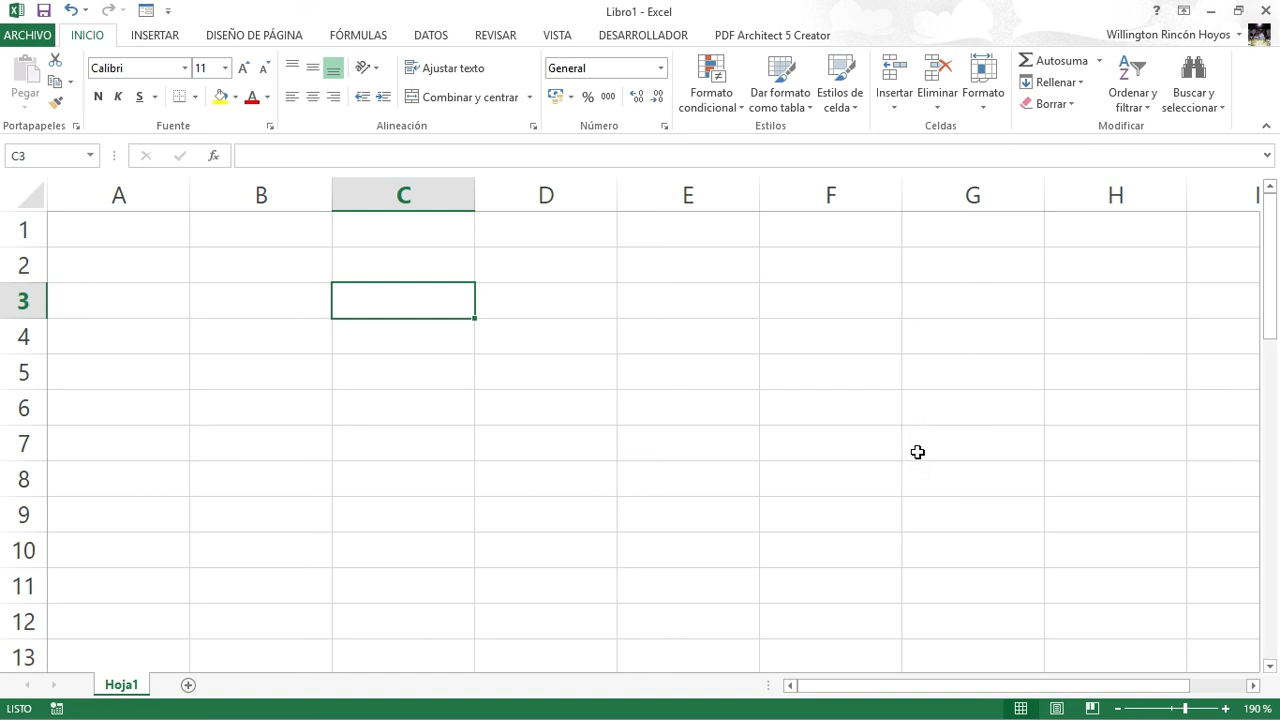 Libro1 - Excel
ARCHIVO INICIO INSERTAR DISEÑO DE PÁGINA FÓRMULAS DATOS REVISAR VISTA DESARROLLADOR PDF Architect 5 Creator Willington Rincón Hoyos
Pegar
Portapapeles
Calibri 11
N K S
Fuente
Ajustar texto
Combinar y centrar
Alineación
General
% 000
Número
Formato condicional
Dar formato como tabla
Estilos de celda
Estilos
Insertar Eliminar Formato
Celdas
Autosuma
Rellenar
Borrar
Ordenar y filtrar
Buscar y seleccionar
Modificar
C3 fx
A B C D E F G H I
1
2
3
4
5
6
7
8
9
10
11
12
13
Hoja1
LISTO 190 %